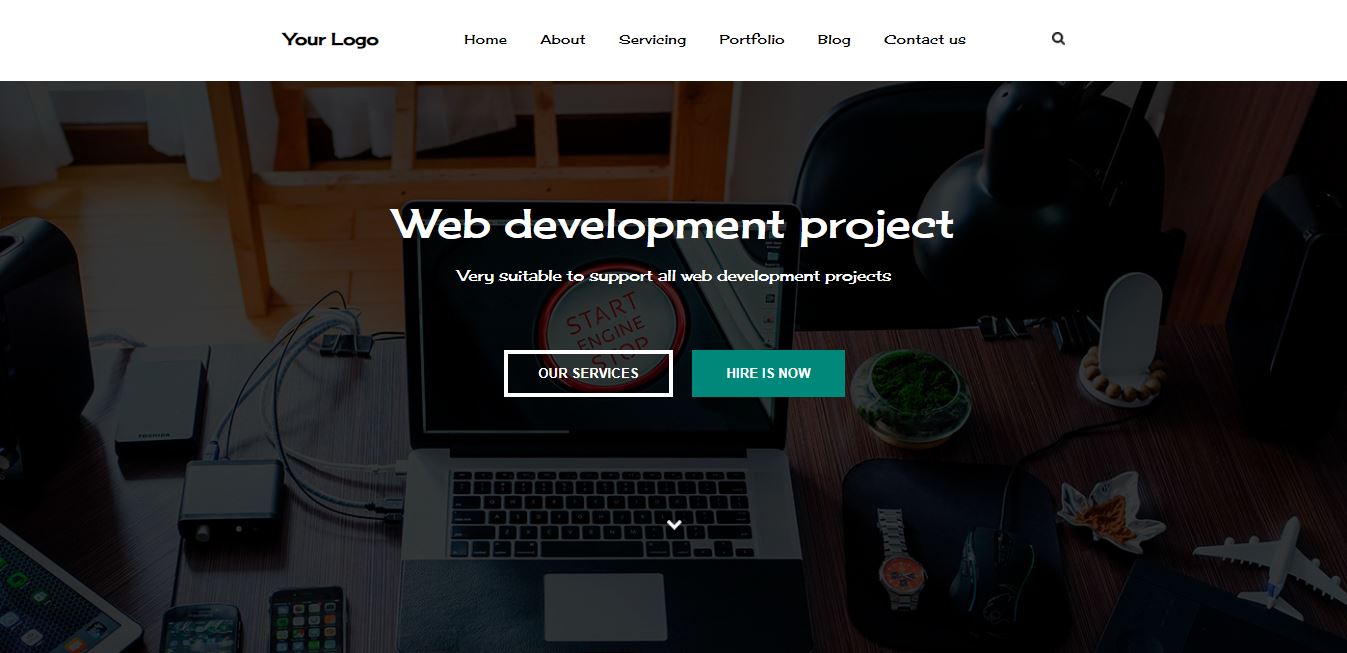 Your Logo Home About Servicing Portfolio Blog Contact us
Web development project
Very suitable to support all web development projects
START
ENGINE
STOP
OUR SERVICES HIRE IS NOW
TOSHIBA